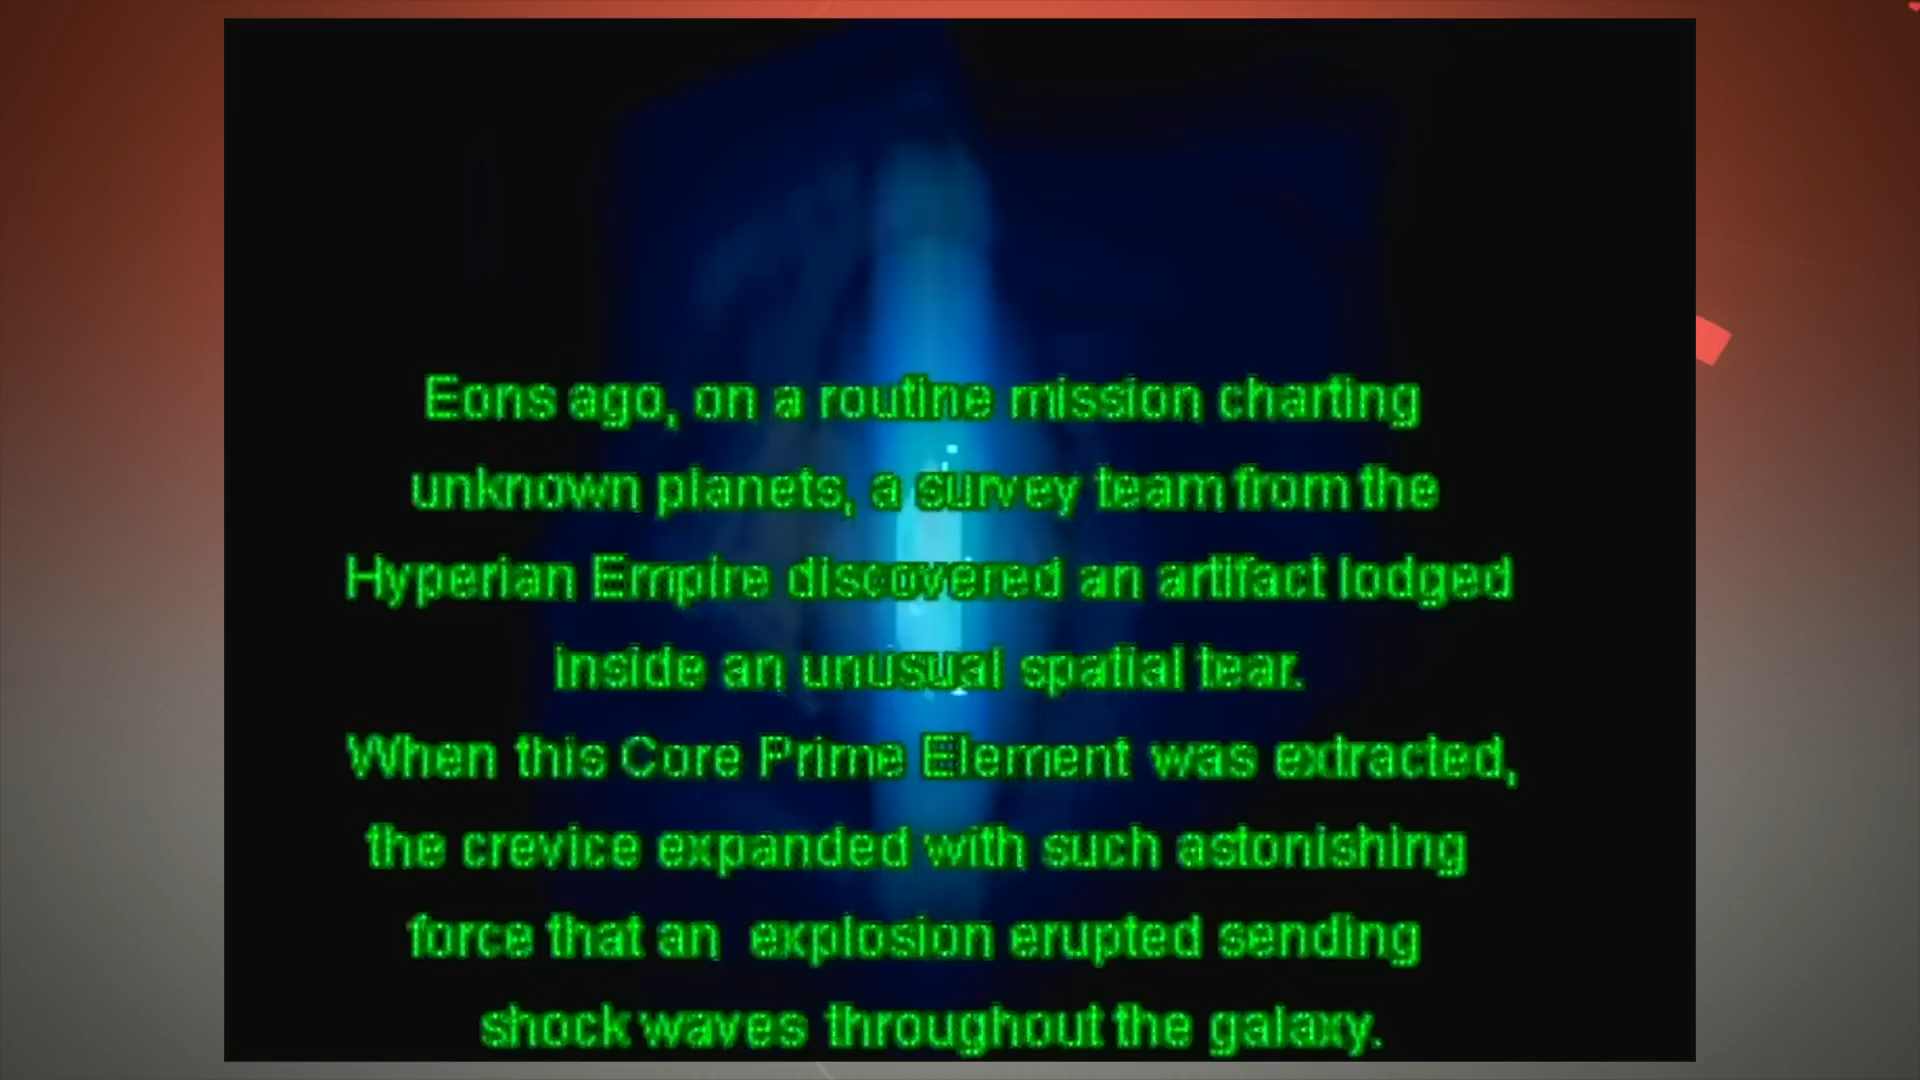 Eons ago, on a routine mission charting
unknown planets, a survey team from the
Hyperian Empire discovered an artifact lodged
inside an unusual spatial tear.
When this Core Prime Element was extracted,
the crevice expanded with such astonishing
force that an explosion erupted sending
shock waves throughout the galaxy.